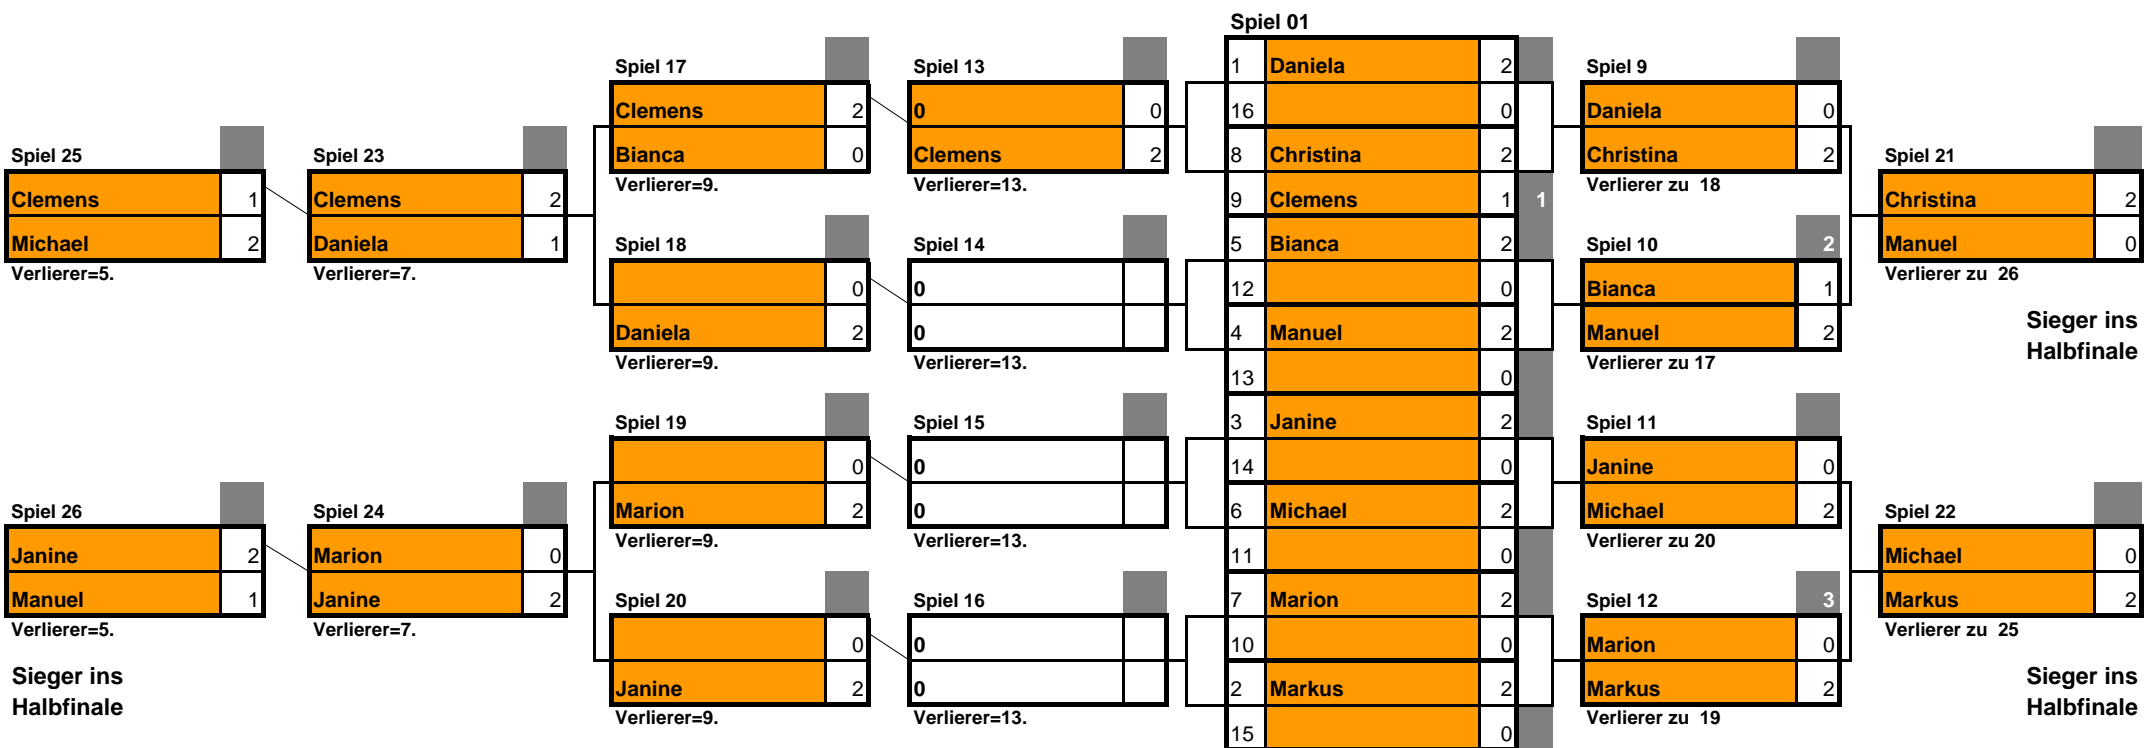 Spiel 01
Spiel 17 Spiel 13 1 Daniela 2 Spiel 9
Clemens 2 0 0 16 0 Daniela 0
Spiel 25 Spiel 23 Bianca 0 Clemens 2 8 Christina 2 Christina 2 Spiel 21
Clemens 1 Clemens 2 Verlierer=9. Verlierer=13. 9 Clemens 1 1 Verlierer zu 18 Christina 2
Michael 2 Daniela 1 Spiel 18 Spiel 14 5 Bianca 2 Spiel 10 2 Manuel 0
Verlierer=5. Verlierer=7. 0 0 12 0 Bianca 1 Verlierer zu 26
Daniela 2 0 4 Manuel 2 Manuel 2 Sieger ins
Halbfinale
Verlierer=9. Verlierer=13. 13 0 Verlierer zu 17
Spiel 19 Spiel 15 3 Janine 2 Spiel 11
0 0 14 0 Janine 0
Spiel 26 Spiel 24 Marion 2 0 6 Michael 2 Michael 2 Spiel 22
Janine 2 Marion 0 Verlierer=9. Verlierer=13. 11 0 Verlierer zu 20 Michael 0
Manuel 1 Janine 2 Spiel 20 Spiel 16 7 Marion 2 Spiel 12 3 Markus 2
Verlierer=5. Verlierer=7. 0 0 10 0 Marion 0 Verlierer zu 25
Sieger ins Janine 2 0 2 Markus 2 Markus 2 Sieger ins
Halbfinale Verlierer=9. Verlierer=13. 15 0 Verlierer zu 19 Halbfinale